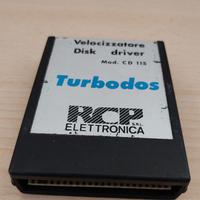 Velocizzatore
Disk driver
Mod. CD 115
Turbodos
RCP
S.R.L.
ELETTRONICA